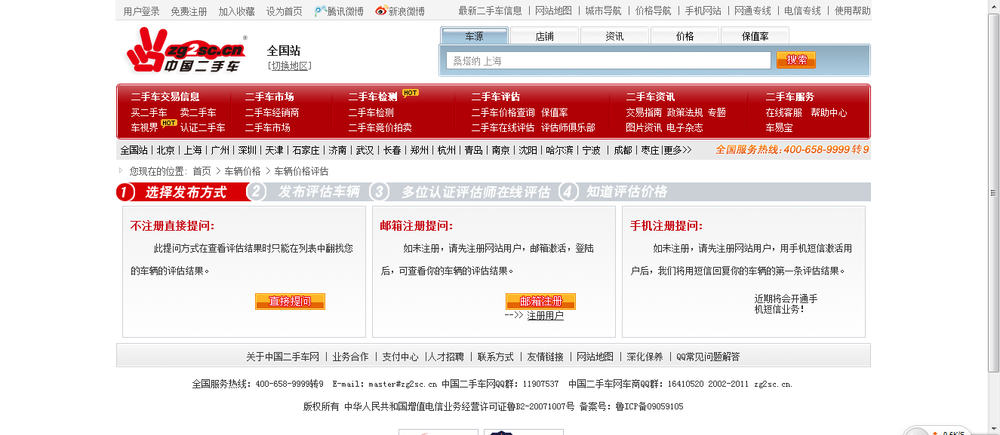 用户登录 免费注册 加入收藏 设为首页 腾讯微博 新浪微博 最新二手车信息 | 网站地图 | 城市导航 | 价格导航 | 手机网站 | 网通专线 | 电信专线 | 使用帮助
zg2sc.cn ®
中国二手车
全国站
[切换地区]
车源 店铺 资讯 价格 保值率
桑塔纳 上海 搜索
二手车交易信息 二手车市场 二手车检测 HOT 二手车评估 二手车资讯 二手车服务
买二手车 卖二手车 二手车经销商 二手车检测 二手车价格查询 保值率 交易指南 政策法规 专题 在线客服 帮助中心
车视界 HOT 认证二手车 二手车市场 二手车竞价拍卖 二手车在线评估 评估师俱乐部 图片资讯 电子杂志 车易宝
全国站 | 北京 | 上海 | 广州 | 深圳 | 天津 | 石家庄 | 济南 | 武汉 | 长春 | 郑州 | 杭州 | 青岛 | 南京 | 沈阳 | 哈尔滨 | 宁波 | 成都 | 枣庄 |更多>> 全国服务热线:400-658-9999转9
您现在的位置: 首页 > 车辆价格 > 车辆价格评估
1 选择发布方式 2 发布评估车辆 3 多位认证评估师在线评估 4 知道评估价格
不注册直接提问:
此提问方式在查看评估结果时只能在列表中翻找您
的车辆的评估结果。
直接提问
邮箱注册提问:
如未注册，请先注册网站用户，邮箱激活，登陆
后，可查看你的车辆的评估结果。
邮箱注册
-->> 注册用户
手机注册提问:
如未注册，请先注册网站用户，用手机短信激活用
户后，我们将用短信回复你的车辆的第一条评估结果。
近期将会开通手
机短信业务!
关于中国二手车网 | 业务合作 | 支付中心 |人才招聘 | 联系方式 | 友情链接 | 网站地图 | 深化保养 | QQ常见问题解答
全国服务热线: 400-658-9999转9 E-mail: master#zg2sc.cn 中国二手车网QQ群: 11907537 中国二手车网车商QQ群: 16410520 2002-2011 zg2sc.cn.
版权所有 中华人民共和国增值电信业务经营许可证鲁B2-20071007号 备案号: 鲁ICP备09059105